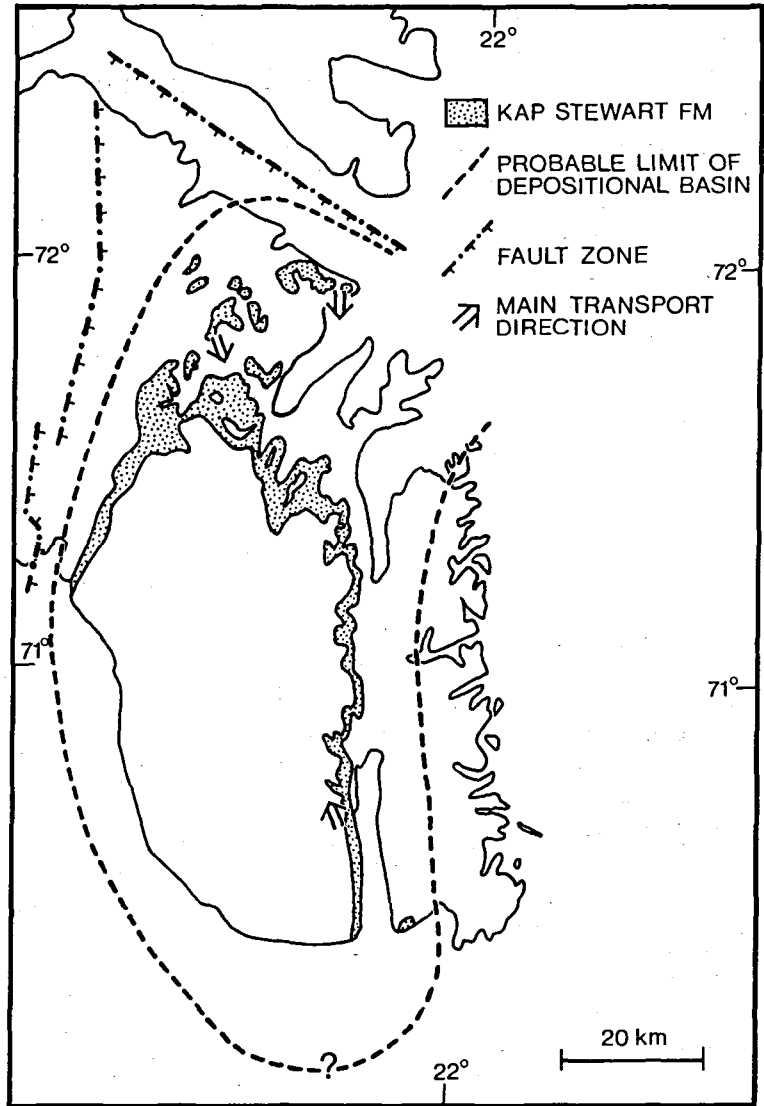 22°
KAP STEWART FM
PROBABLE LIMIT OF
DEPOSITIONAL BASIN
72°
FAULT ZONE
72°
MAIN TRANSPORT
DIRECTION
71°
71°
20 km
?
22°